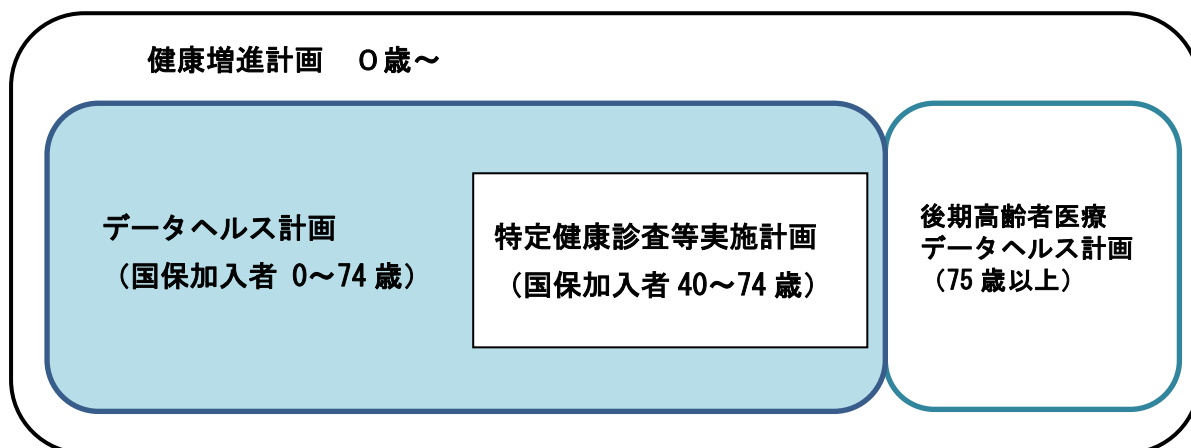 健康増進計画　０歳～
データヘルス計画
（国保加入者 0～74 歳）
特定健康診査等実施計画
（国保加入者 40～74 歳）
後期高齢者医療
データヘルス計画
（75 歳以上）